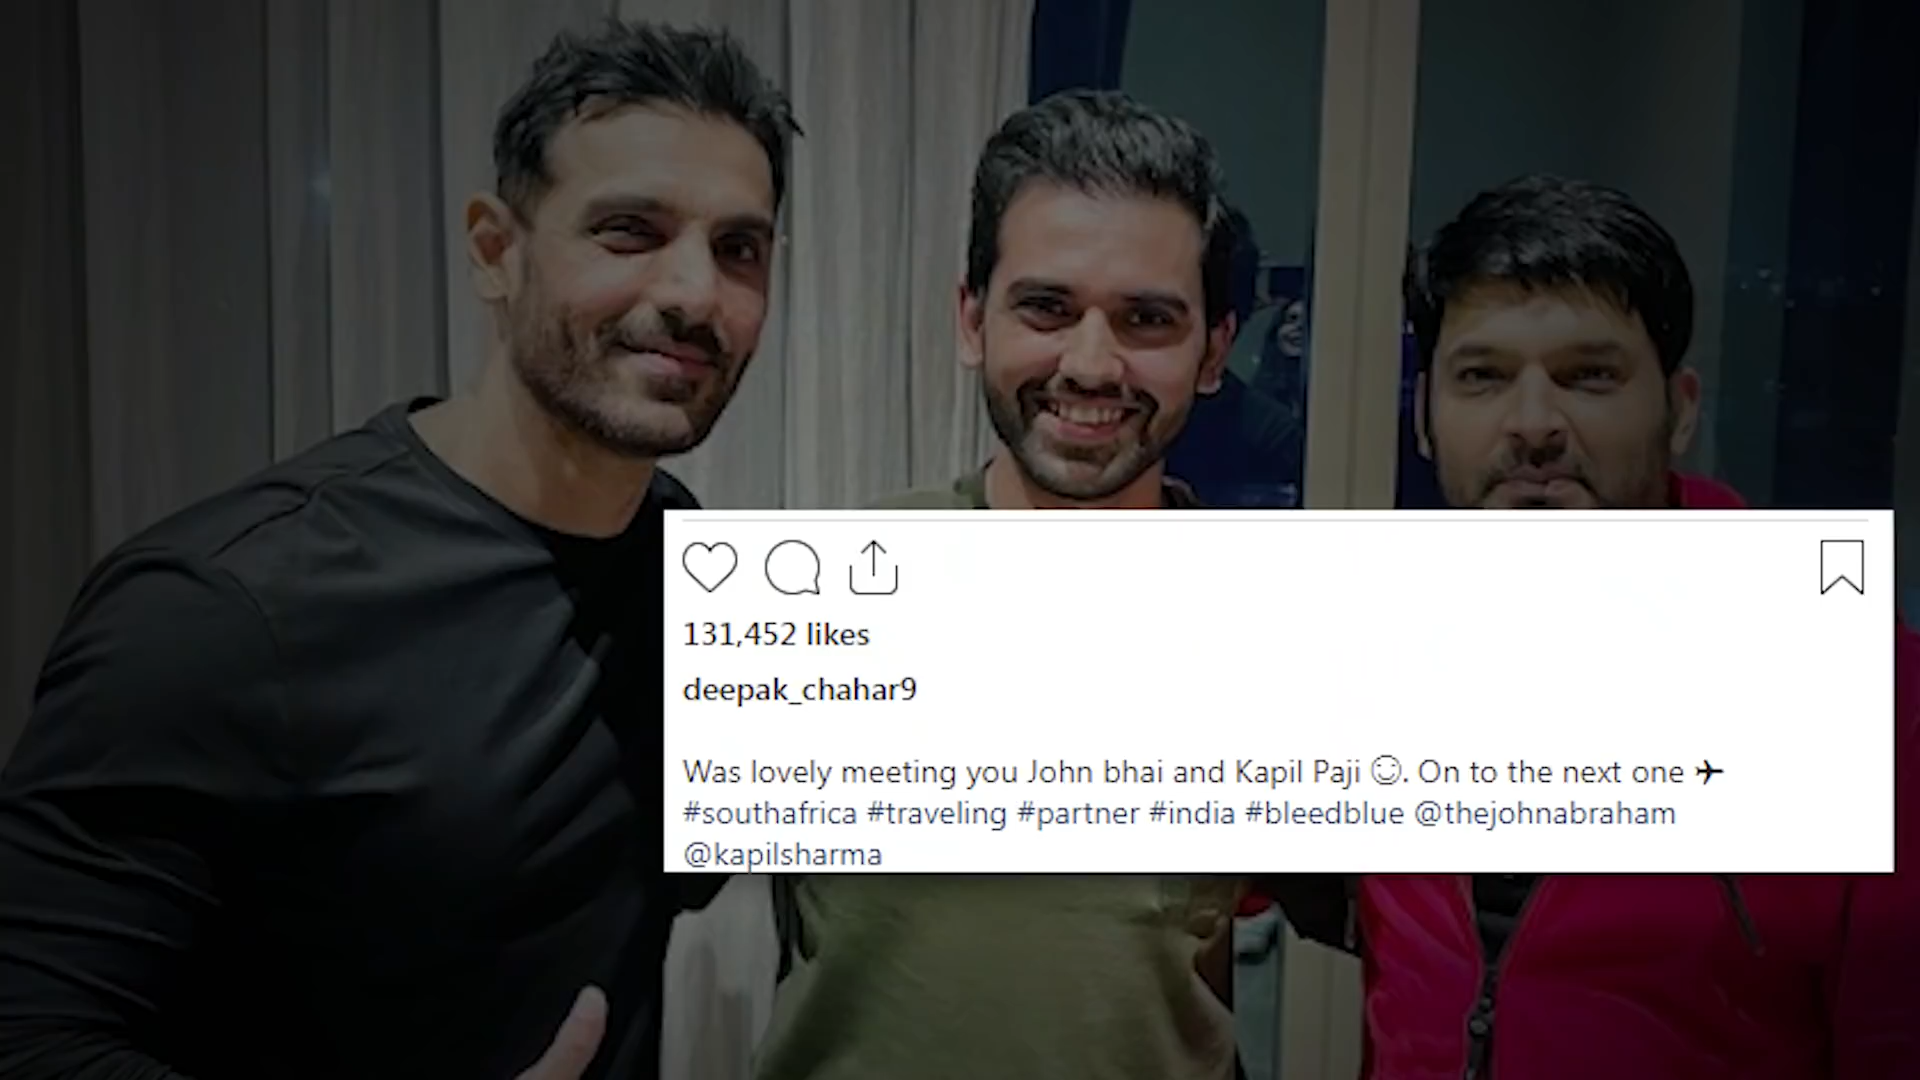 131,452 likes
deepak_chahar9
Was lovely meeting you John bhai and Kapil Paji ☺. On to the next one ✈
#southafrica #traveling #partner #india #bleedblue @thejohnabraham
@kapilsharma